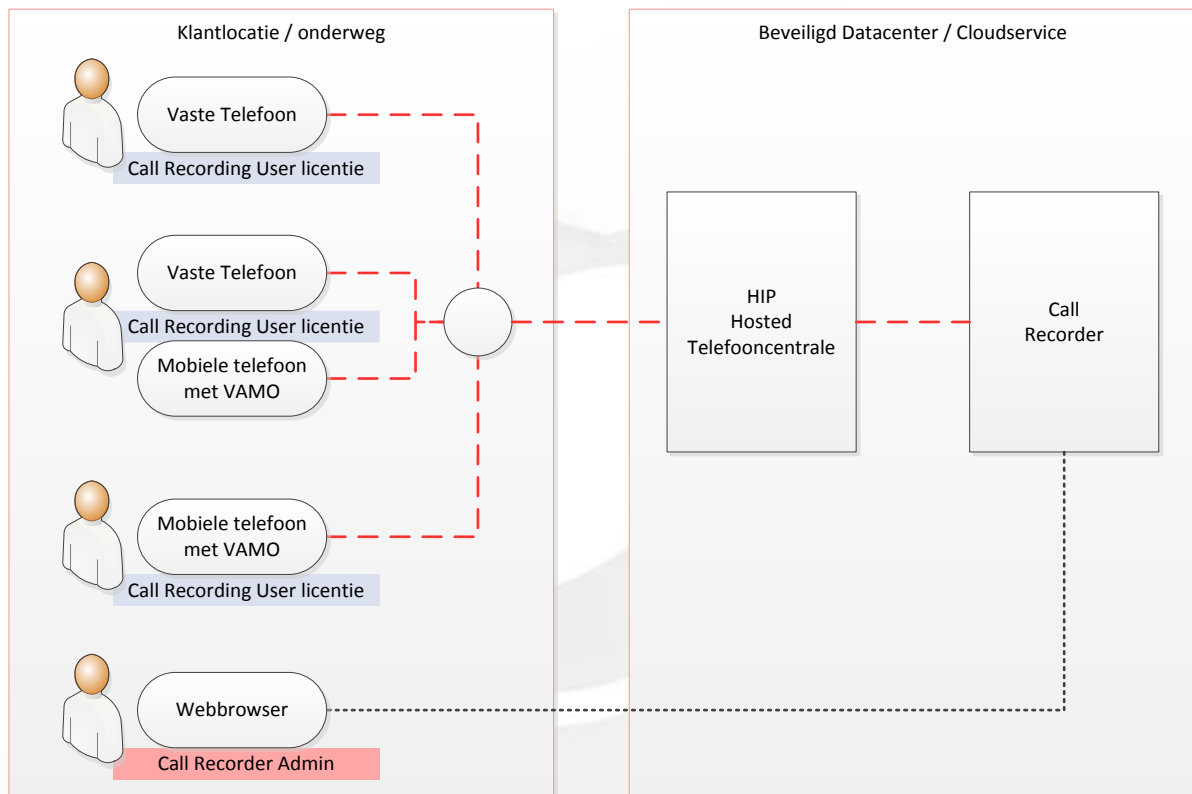 Klantlocatie / onderweg
Vaste Telefoon
Call Recording User licentie
Vaste Telefoon
Call Recording User licentie
Mobiele telefoon
met VAMO
Mobiele telefoon
met VAMO
Call Recording User licentie
Webbrowser
Call Recorder Admin
Beveiligd Datacenter / Cloudservice
HIP
Hosted
Telefooncentrale
Call
Recorder